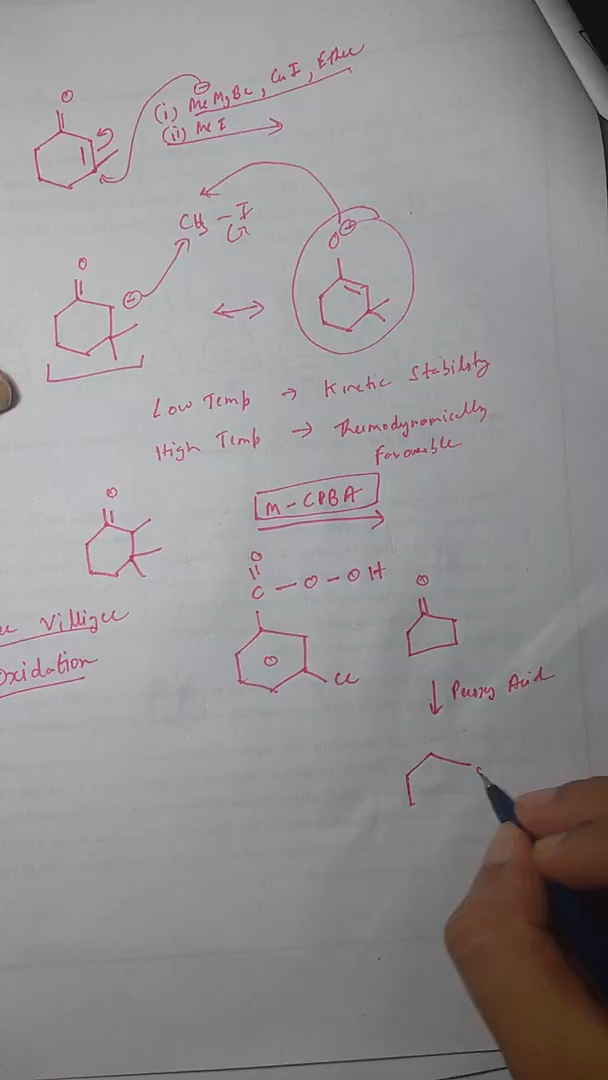 O
(i) MeMgBr, CuI, Ether
(ii) MeI
⊖
CH3 - I
O ⊖
O
⊖
Low Temp → Kinetic Stability
High Temp → Thermodynamically
Favorable
M-CPBA
O
O
C - O - O H
O
Villiger
Oxidation
Cl
Peroxy Acid